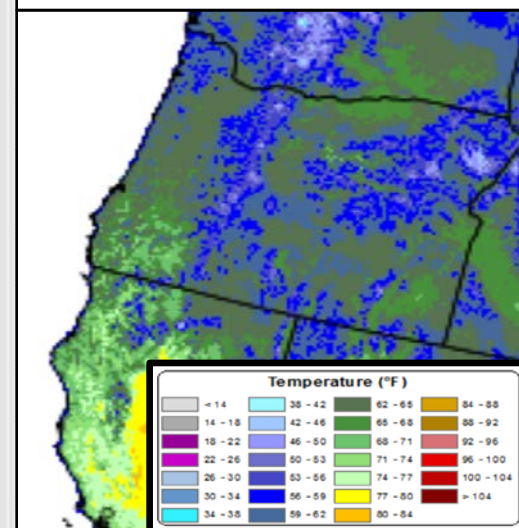 Temperature (°F)
< 14 38 - 42 62 - 65 84 - 88
14 - 18 42 - 46 65 - 68 88 - 92
18 - 22 46 - 50 68 - 71 92 - 96
22 - 26 50 - 53 71 - 74 96 - 100
26 - 30 53 - 56 74 - 77 100 - 104
30 - 34 56 - 59 77 - 80 > 104
34 - 38 59 - 62 80 - 84